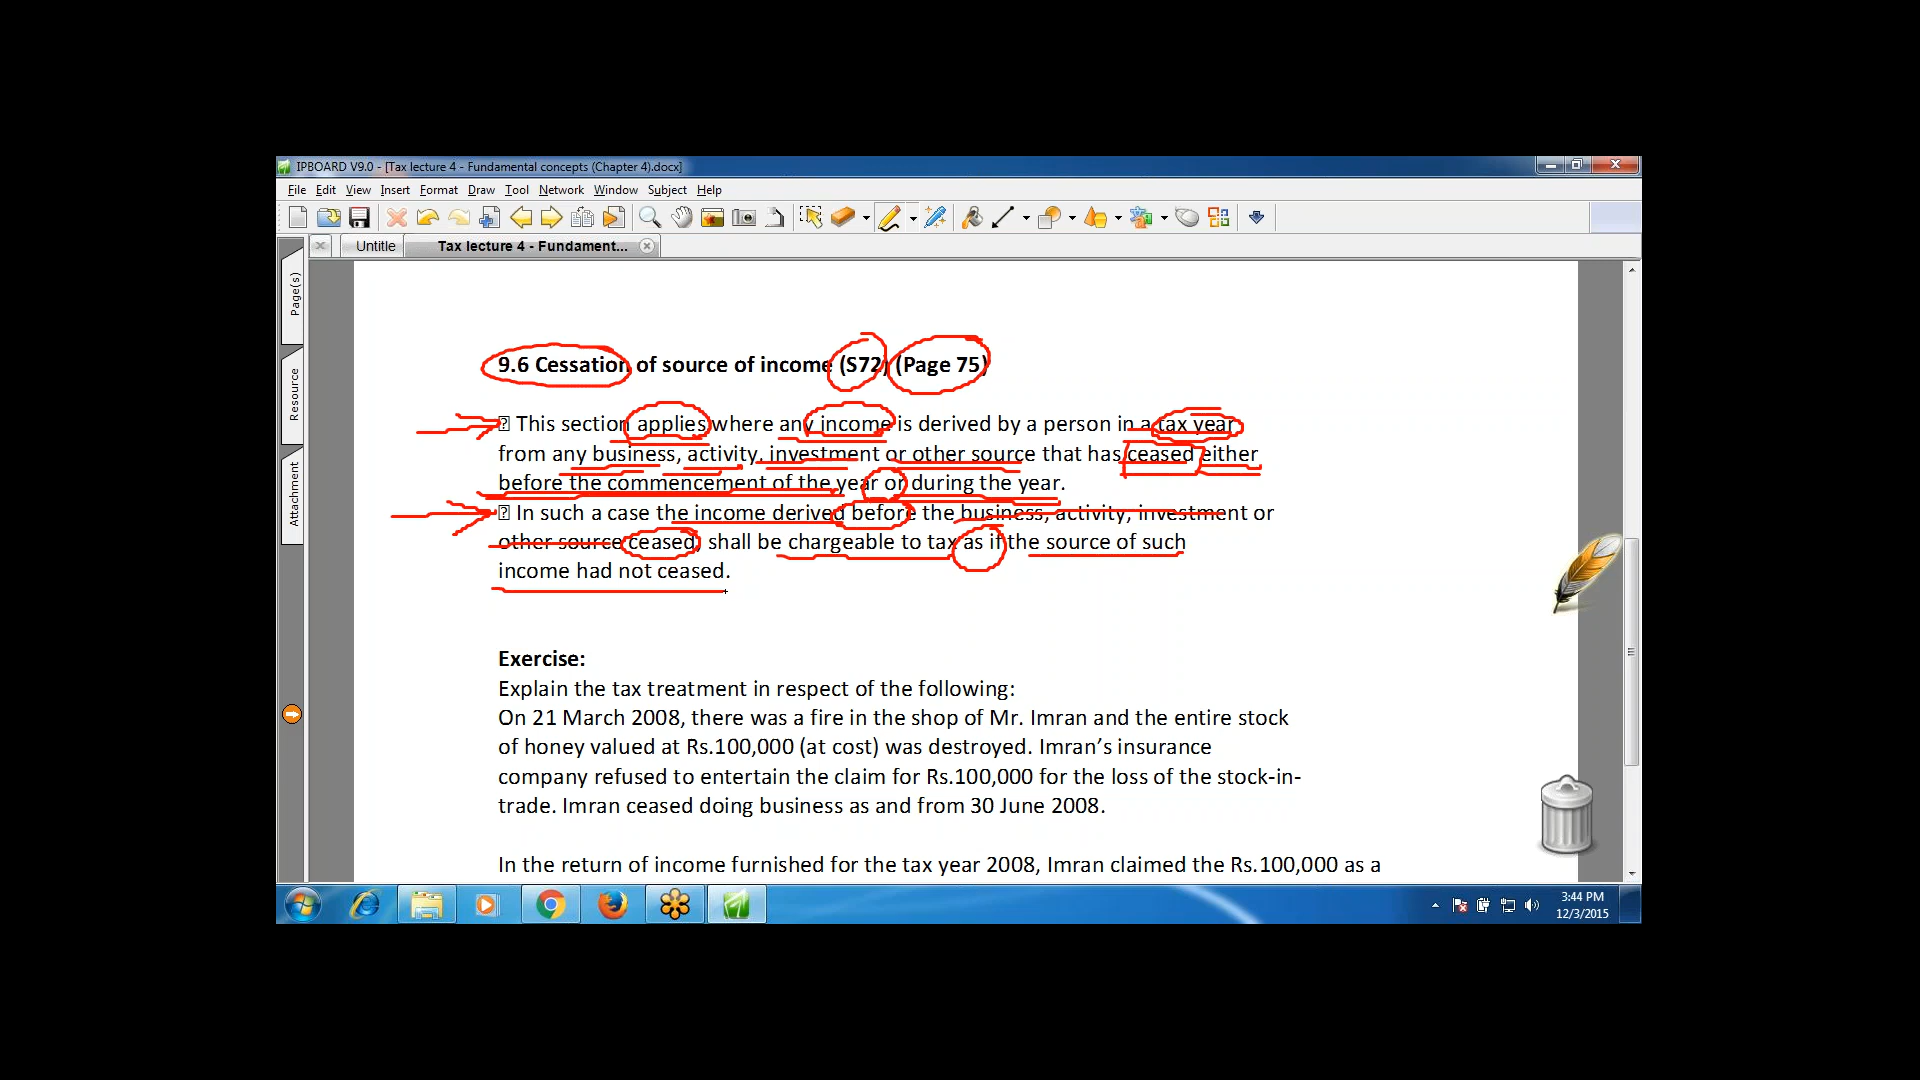 IPBOARD V9.0 - [Tax lecture 4 - Fundamental concepts (Chapter 4).docx]
File Edit View Insert Format Draw Tool Network Window Subject Help
Untitle Tax lecture 4 - Fundament...
Page(s)
Resource
Attachment
9.6 Cessation of source of income (S72) (Page 75)
This section applies where any income is derived by a person in a tax year
from any business, activity, investment or other source that has ceased either
before the commencement of the year or during the year.
In such a case the income derived before the business, activity, investment or
other source ceased, shall be chargeable to tax as if the source of such
income had not ceased.
Exercise:
Explain the tax treatment in respect of the following:
On 21 March 2008, there was a fire in the shop of Mr. Imran and the entire stock
of honey valued at Rs.100,000 (at cost) was destroyed. Imran’s insurance
company refused to entertain the claim for Rs.100,000 for the loss of the stock-in-
trade. Imran ceased doing business as and from 30 June 2008.
In the return of income furnished for the tax year 2008, Imran claimed the Rs.100,000 as a
3:44 PM
12/3/2015